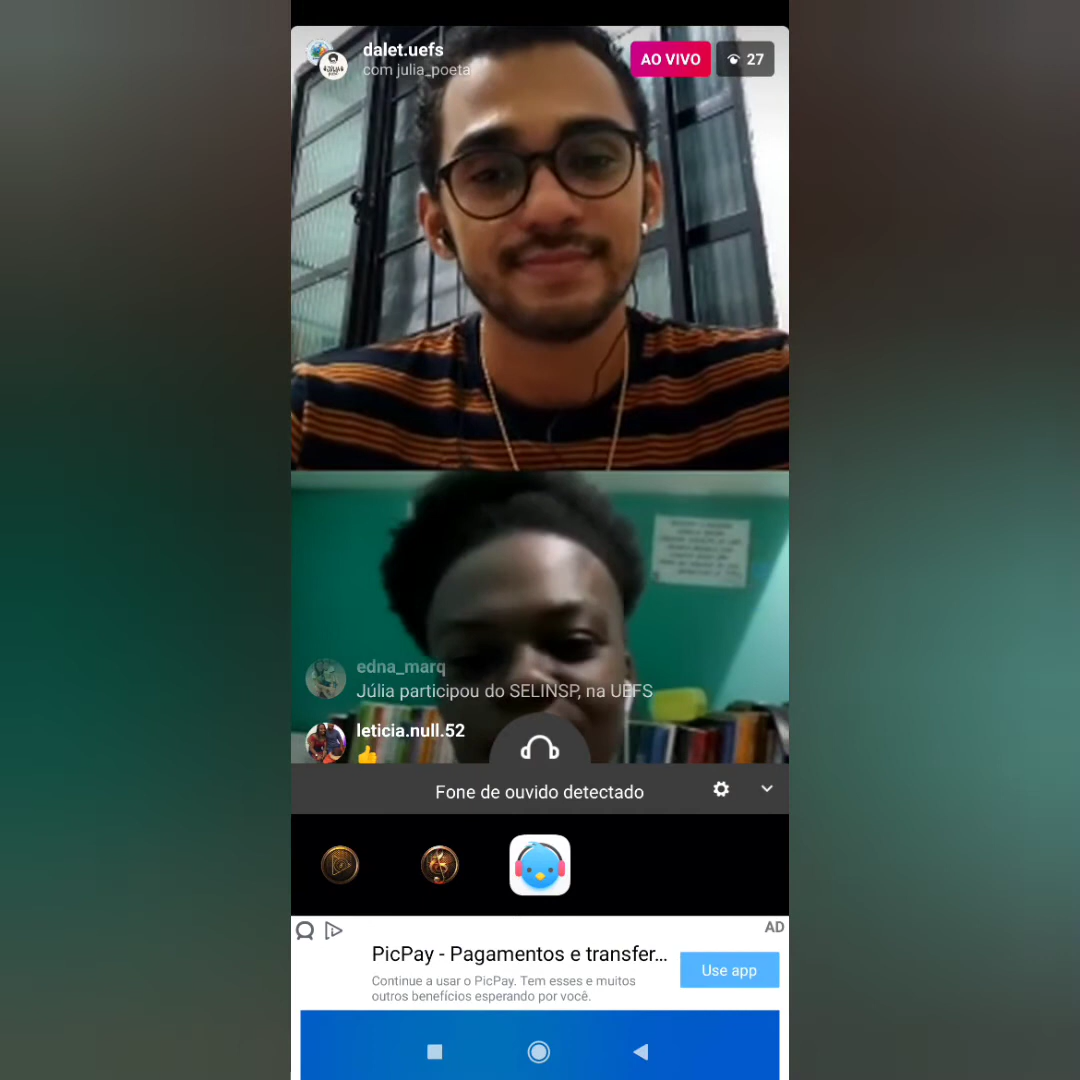 dalet.uefs
com julia_poeta
AO VIVO
27
edna_marq
Júlia participou do SELINSP, na UEFS
leticia.null.52
Fone de ouvido detectado
AD
PicPay - Pagamentos e transfer...
Continue a usar o PicPay. Tem esses e muitos
outros benefícios esperando por você.
Use app